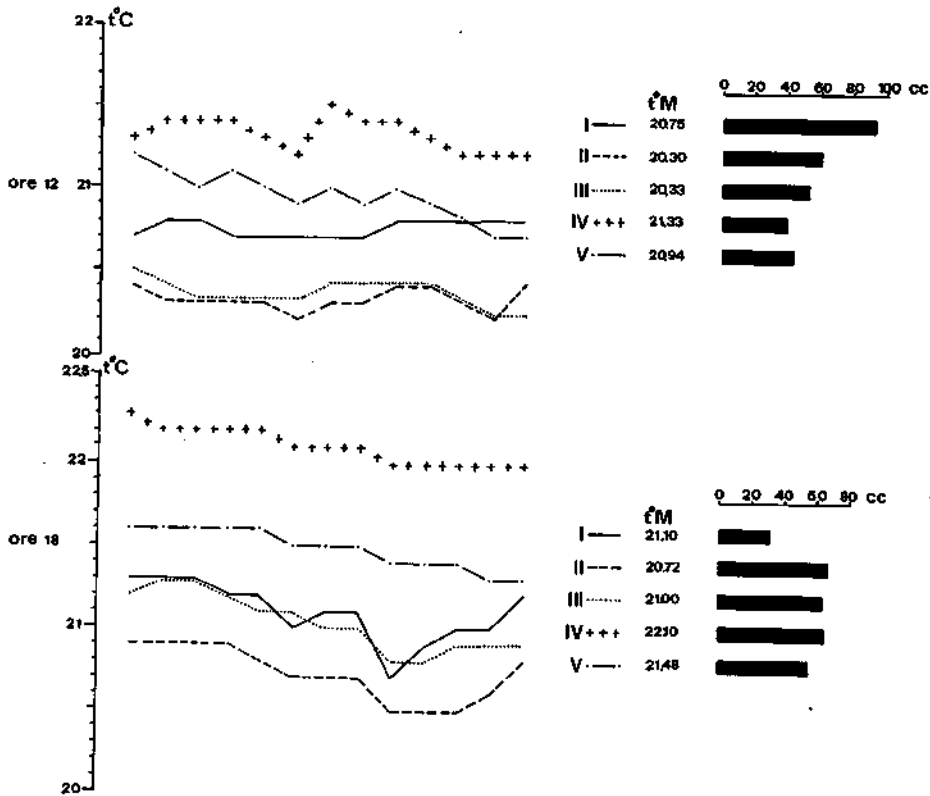 22 t°C
0 20 40 60 80 100 cc
t°M
I 20,75
II 20,30
ore 12 21
III 20,33
IV +++ 21,33
V 20,94
20
22,5 t°C
22
0 20 40 60 80 cc
t°M
ore 18
I 21,10
II 20,72
III 21,00
21
IV +++ 22,10
V 21,48
20